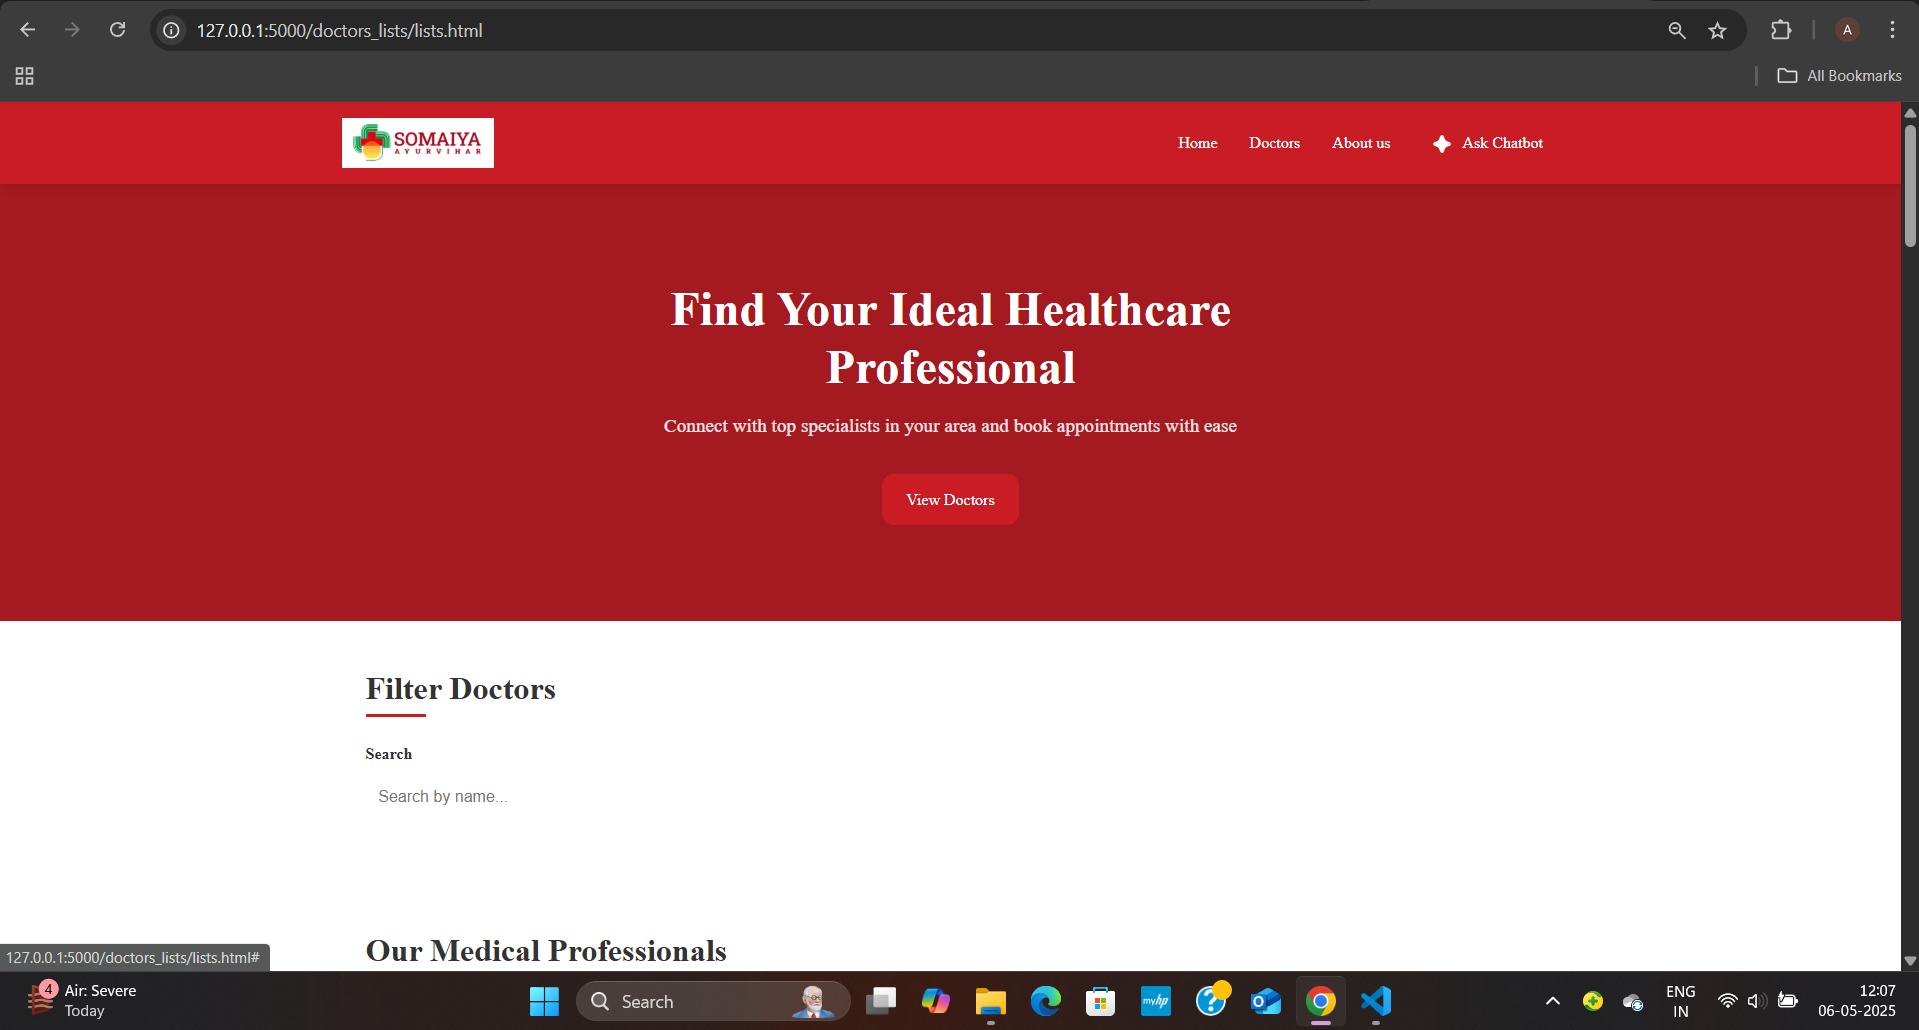 127.0.0.1:5000/doctors_lists/lists.html
A
All Bookmarks
SOMAIYA
AYURVIHAR
Home
Doctors
About us
Ask Chatbot
Find Your Ideal Healthcare
Professional
Connect with top specialists in your area and book appointments with ease
View Doctors
Filter Doctors
Search
Search by name...
Our Medical Professionals
127.0.0.1:5000/doctors_lists/lists.html#
4
Air: Severe
Today
Search
myhp
?
O
ENG
IN
12:07
06-05-2025